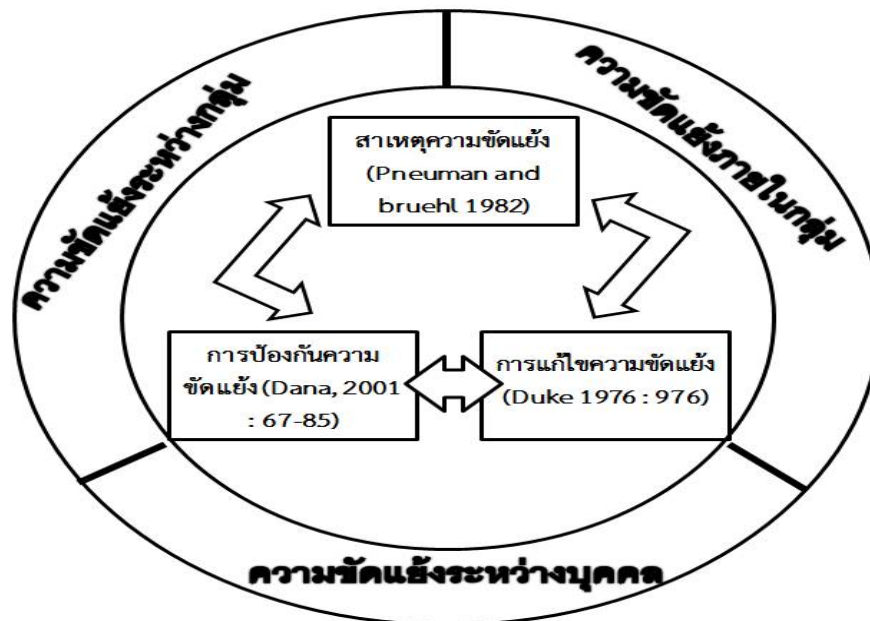 ความขัดแย้งระหว่างกลุ่ม
ความขัดแย้งภายในกลุ่ม
สาเหตุความขัดแย้ง
(Pneuman and
bruehl 1982)
การป้องกันความ
ขัดแย้ง (Dana, 2001
: 67-85)
การแก้ไขความขัดแย้ง
(Duke 1976 : 976)
ความขัดแย้งระหว่างบุคคล